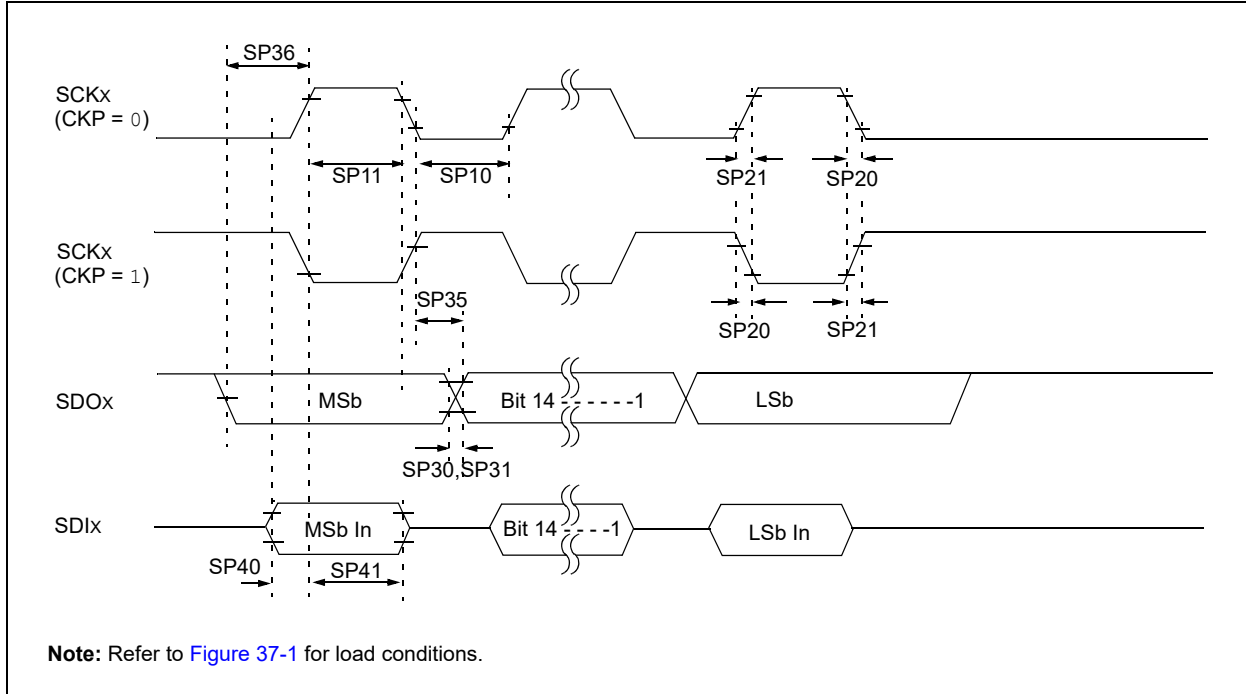 SP36
SCKx
(CKP = 0)
SP11
SP10
SP21
SP20
SCKx
(CKP = 1)
SP35
SP20
SP21
SDOx
MSb
Bit 14 - - - - - -1
LSb
SP30,SP31
SDIx
MSb In
Bit 14 - - - -1
LSb In
SP40
SP41
Note: Refer to Figure 37-1 for load conditions.